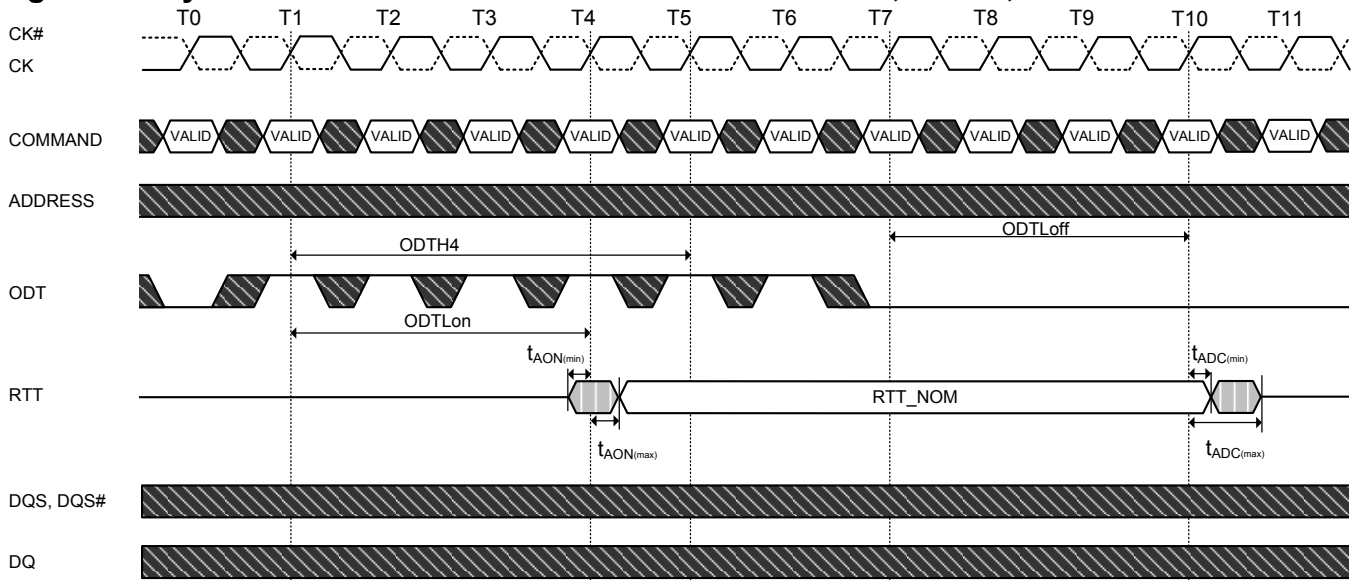 T0 T1 T2 T3 T4 T5 T6 T7 T8 T9 T10 T11
CK#
CK
COMMAND VALID VALID VALID VALID VALID VALID VALID VALID VALID VALID VALID VALID
ADDRESS
ODTLoff
ODTH4
ODT
ODTLon
tAON(min) tADC(min)
RTT RTT_NOM
tAON(max) tADC(max)
DQS, DQS#
DQ